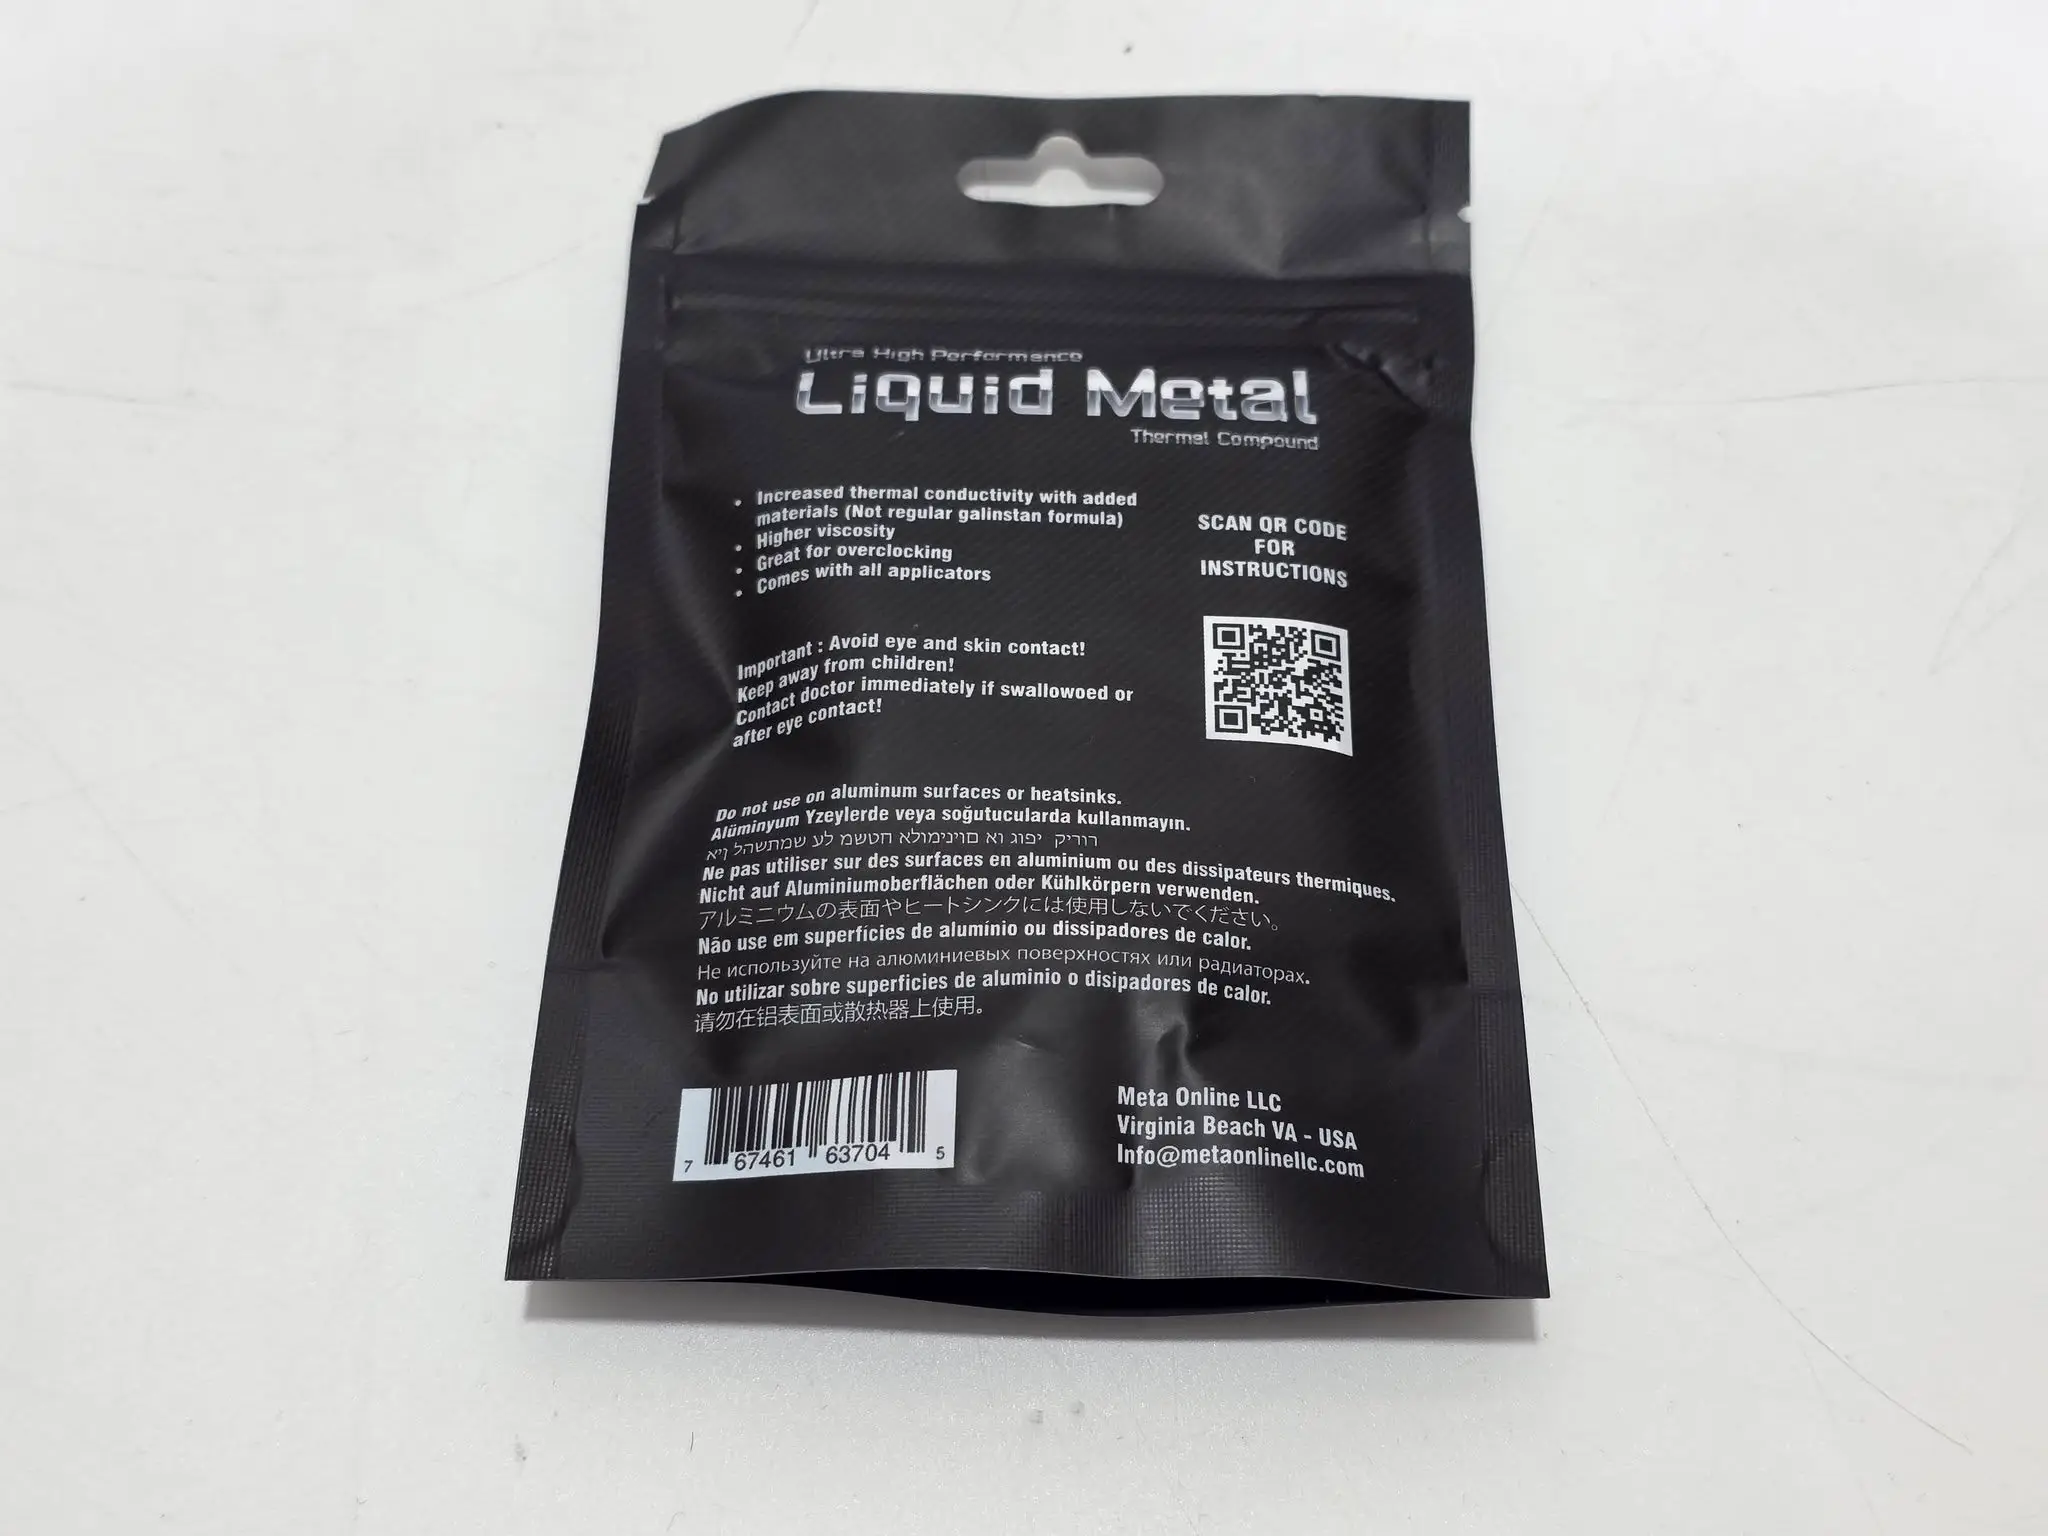 Ultra High Performance
Liquid Metal
Thermal Compound
• Increased thermal conductivity with added
materials (Not regular galinstan formula)
• Higher viscosity
• Great for overclocking
• Comes with all applicators
SCAN QR CODE
FOR
INSTRUCTIONS
Important : Avoid eye and skin contact!
Keep away from children!
Contact doctor immediately if swallowoed or
after eye contact!
Do not use on aluminum surfaces or heatsinks.
Alüminyum Yzeylerde veya soğutucularda kullanmayın.
אין להשתמש על משטח אלומיניום או גופי קירור
Ne pas utiliser sur des surfaces en aluminium ou des dissipateurs thermiques.
Nicht auf Aluminiumoberflächen oder Kühlkörpern verwenden.
アルミニウムの表面やヒートシンクには使用しないでください。
Não use em superfícies de alumínio ou dissipadores de calor.
Не используйте на алюминиевых поверхностях или радиаторах.
No utilizar sobre superficies de aluminio o disipadores de calor.
请勿在铝表面或散热器上使用。
7 67461 63704 5
Meta Online LLC
Virginia Beach VA - USA
Info@metaonlinellc.com